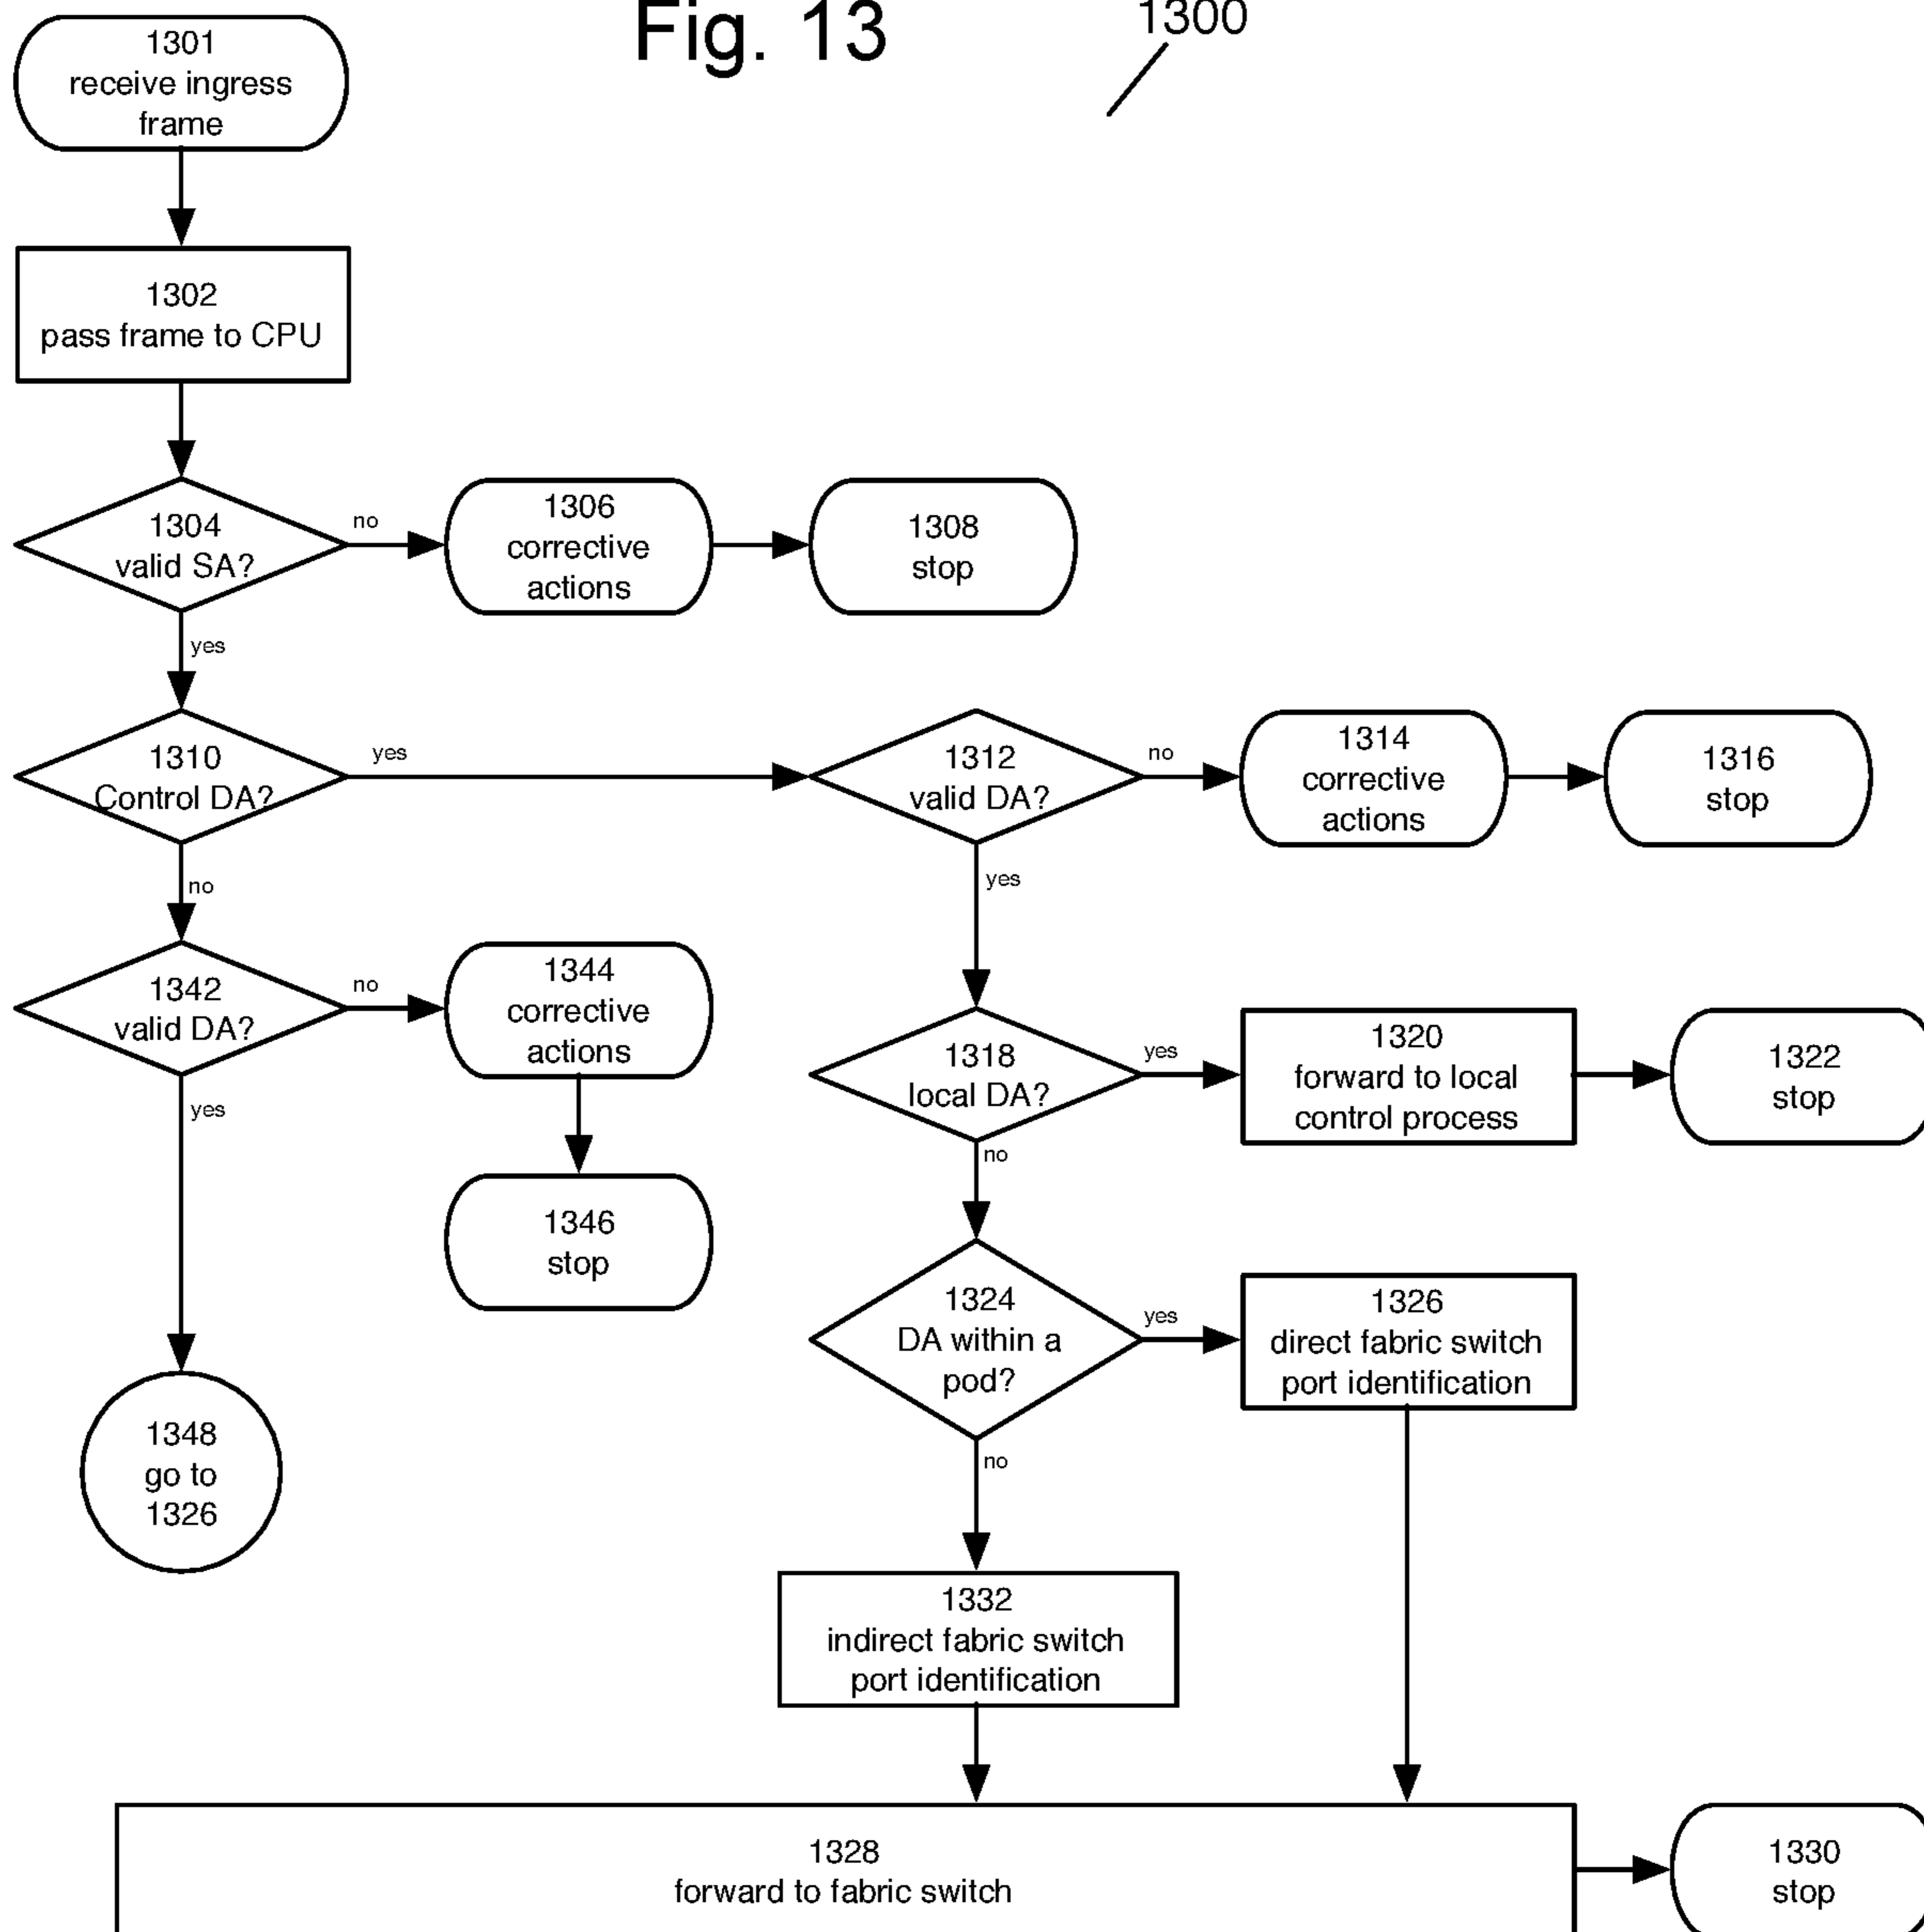 Fig. 13
1300
1301
receive ingress
frame
1302
pass frame to CPU
1304
valid SA?
no
1306
corrective
actions
1308
stop
yes
1310
Control DA?
yes
1312
valid DA?
no
1314
corrective
actions
1316
stop
no
yes
1342
valid DA?
no
1344
corrective
actions
1318
local DA?
yes
1320
forward to local
control process
1322
stop
yes
no
1346
stop
1324
DA within a
pod?
yes
1326
direct fabric switch
port identification
1348
go to
1326
no
1332
indirect fabric switch
port identification
1328
forward to fabric switch
1330
stop